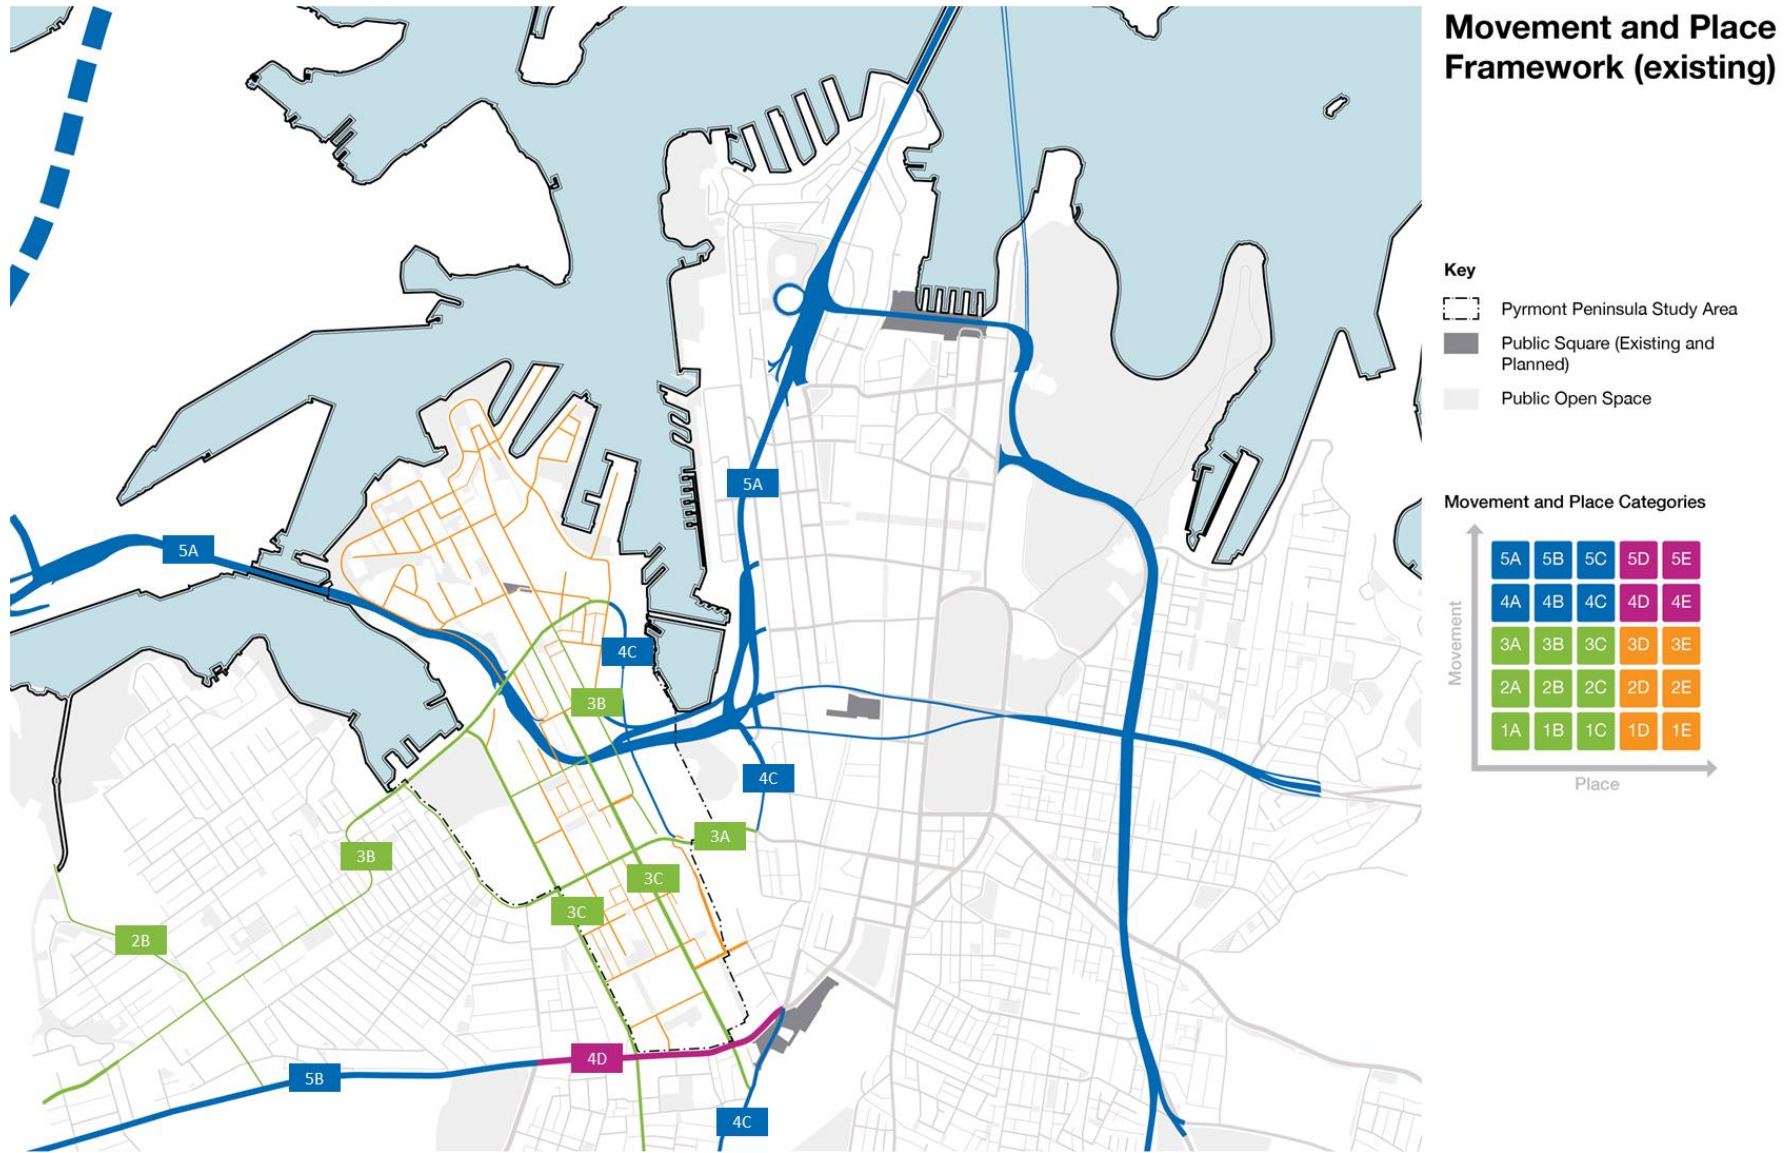 Movement and Place
Framework (existing)
Key
Pyrmont Peninsula Study Area
Public Square (Existing and
Planned)
Public Open Space
Movement and Place Categories
5A 5B 5C 5D 5E
4A 4B 4C 4D 4E
3A 3B 3C 3D 3E
2A 2B 2C 2D 2E
1A 1B 1C 1D 1E
Movement
Place
5A
5A
4C
3B
4C
3A
3B
3C
3C
2B
4D
5B
4C